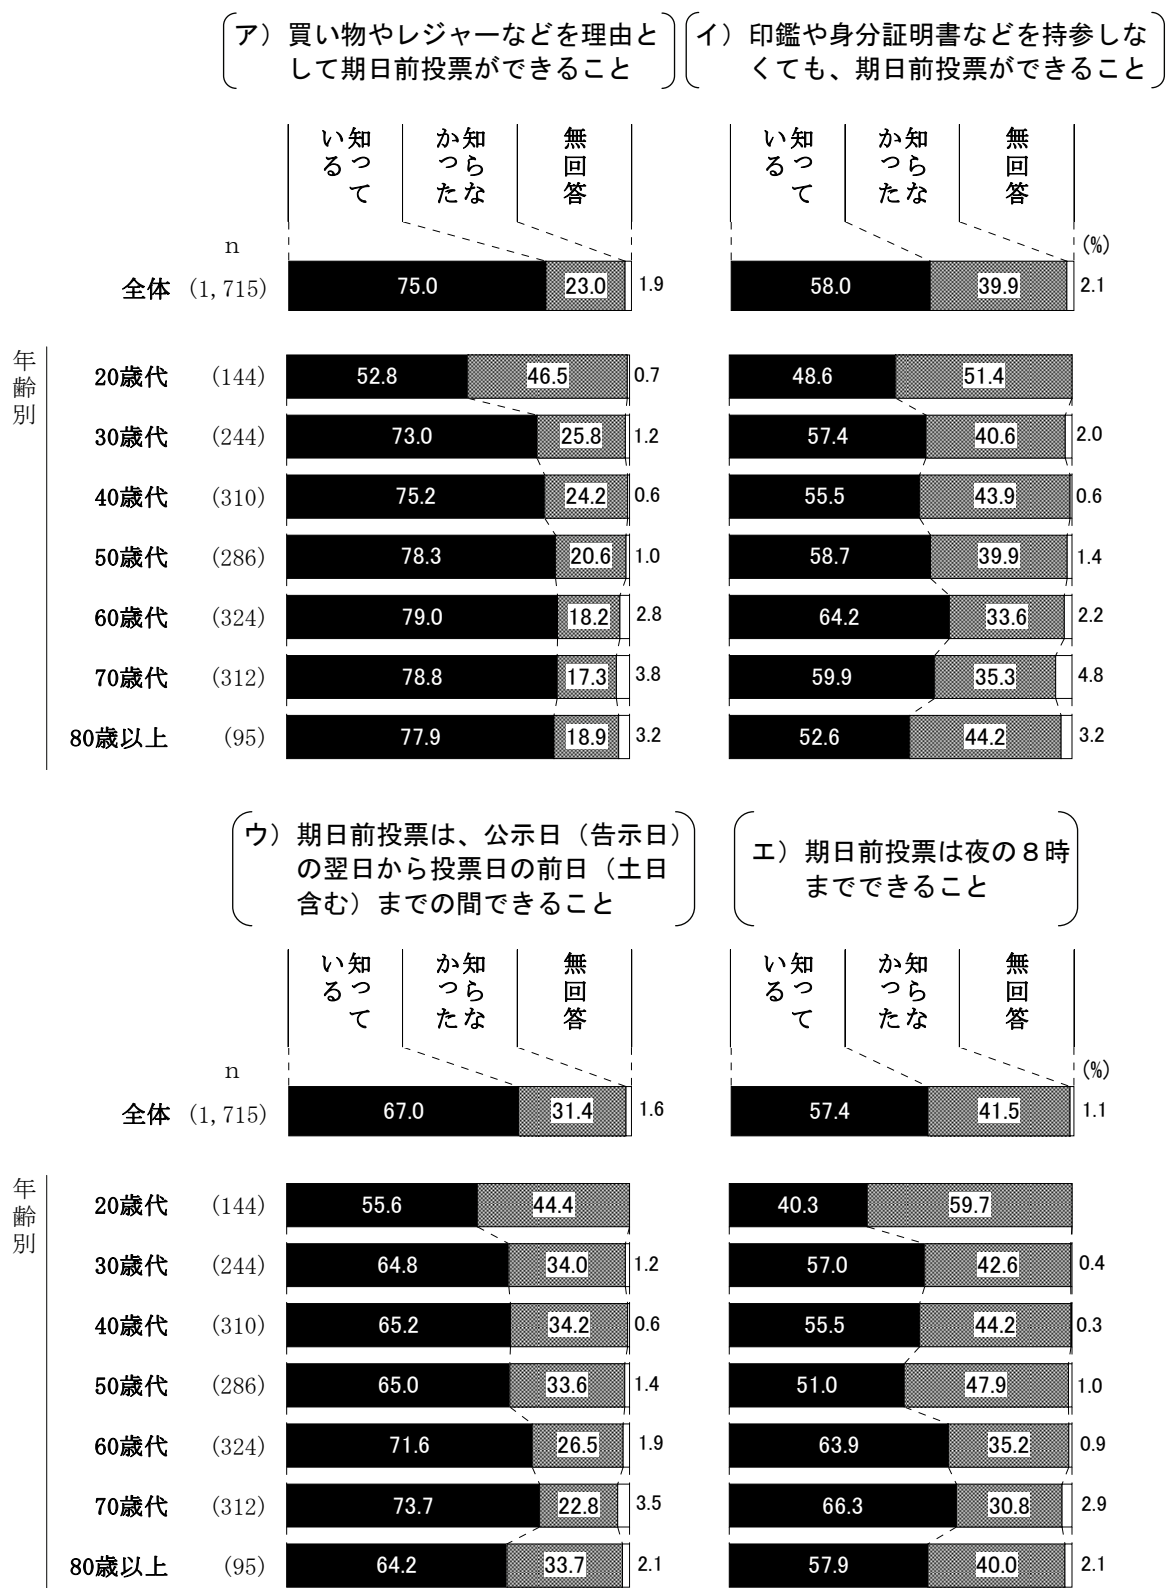 ア）買い物やレジャーなどを理由と
して期日前投票ができること
イ）印鑑や身分証明書などを持参しな
くても、期日前投票ができること
知って
いる
知らな
かった
無回答
知って
いる
知らな
かった
無回答
n
(%)
全体 (1,715) 75.0 23.0 1.9 58.0 39.9 2.1
年齢別
20歳代 (144) 52.8 46.5 0.7 48.6 51.4
30歳代 (244) 73.0 25.8 1.2 57.4 40.6 2.0
40歳代 (310) 75.2 24.2 0.6 55.5 43.9 0.6
50歳代 (286) 78.3 20.6 1.0 58.7 39.9 1.4
60歳代 (324) 79.0 18.2 2.8 64.2 33.6 2.2
70歳代 (312) 78.8 17.3 3.8 59.9 35.3 4.8
80歳以上 (95) 77.9 18.9 3.2 52.6 44.2 3.2
ウ）期日前投票は、公示日（告示日）
の翌日から投票日の前日（土日
含む）までの間できること
エ）期日前投票は夜の８時
までできること
知って
いる
知らな
かった
無回答
知って
いる
知らな
かった
無回答
n
(%)
全体 (1,715) 67.0 31.4 1.6 57.4 41.5 1.1
年齢別
20歳代 (144) 55.6 44.4 40.3 59.7
30歳代 (244) 64.8 34.0 1.2 57.0 42.6 0.4
40歳代 (310) 65.2 34.2 0.6 55.5 44.2 0.3
50歳代 (286) 65.0 33.6 1.4 51.0 47.9 1.0
60歳代 (324) 71.6 26.5 1.9 63.9 35.2 0.9
70歳代 (312) 73.7 22.8 3.5 66.3 30.8 2.9
80歳以上 (95) 64.2 33.7 2.1 57.9 40.0 2.1